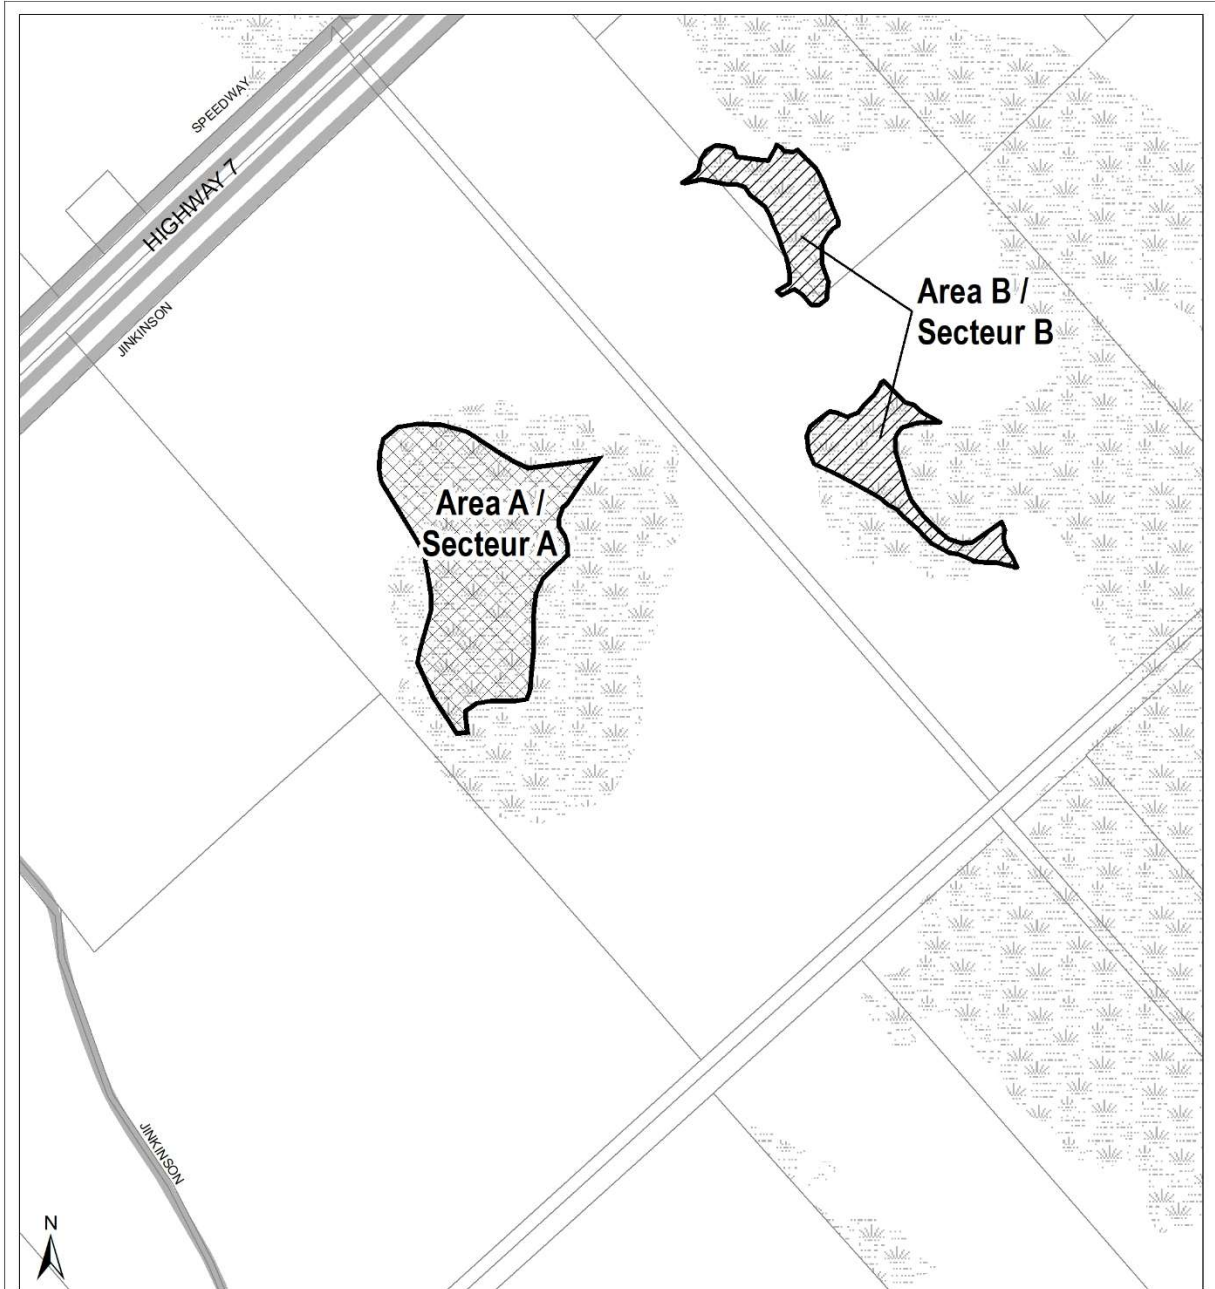 SPEEDWAY
HIGHWAY 7
JINKINSON
Area B /
Secteur B
Area A /
Secteur A
JINKINSON
N